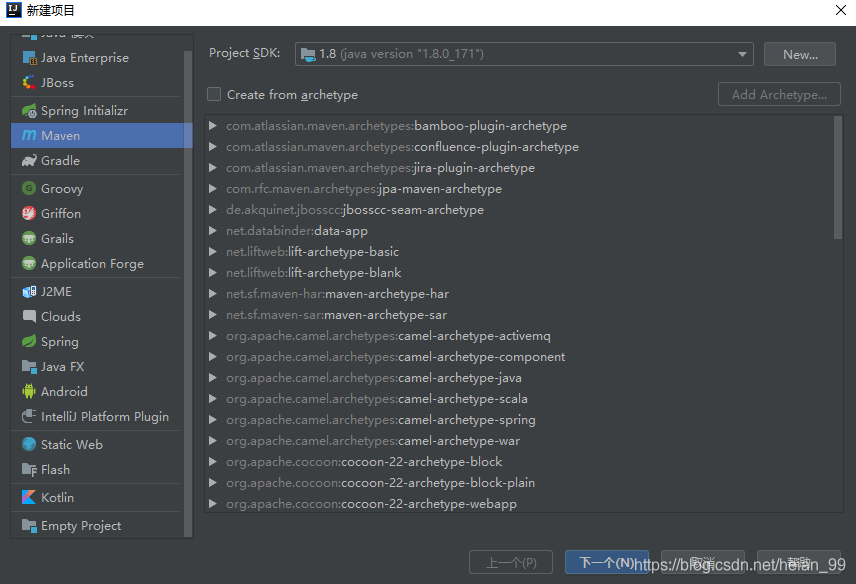 新建项目
Java 模块
Java Enterprise
JBoss
Spring Initializr
Maven
Gradle
Groovy
Griffon
Grails
Application Forge
J2ME
Clouds
Spring
Java FX
Android
IntelliJ Platform Plugin
Static Web
Flash
Kotlin
Empty Project
Project SDK: 1.8 (java version "1.8.0_171") New...
Create from archetype Add Archetype...
com.atlassian.maven.archetypes:bamboo-plugin-archetype
com.atlassian.maven.archetypes:confluence-plugin-archetype
com.atlassian.maven.archetypes:jira-plugin-archetype
com.rfc.maven.archetypes:jpa-maven-archetype
de.akquinet.jbosscc:jbosscc-seam-archetype
net.databinder:data-app
net.liftweb:lift-archetype-basic
net.liftweb:lift-archetype-blank
net.sf.maven-har:maven-archetype-har
net.sf.maven-sar:maven-archetype-sar
org.apache.camel.archetypes:camel-archetype-activemq
org.apache.camel.archetypes:camel-archetype-component
org.apache.camel.archetypes:camel-archetype-java
org.apache.camel.archetypes:camel-archetype-scala
org.apache.camel.archetypes:camel-archetype-spring
org.apache.camel.archetypes:camel-archetype-war
org.apache.cocoon:cocoon-22-archetype-block
org.apache.cocoon:cocoon-22-archetype-block-plain
org.apache.cocoon:cocoon-22-archetype-webapp
上一个(P) 下一个(N) 取消 帮助
https://blog.csdn.net/helan_99